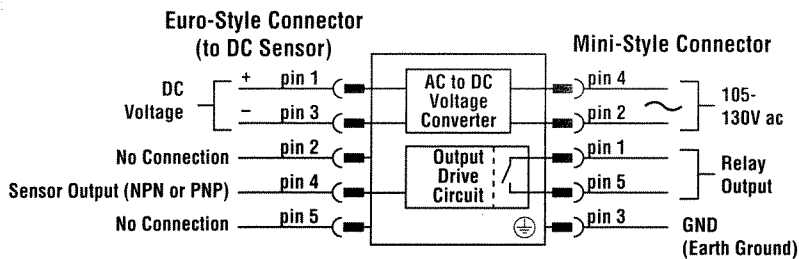 Euro-Style Connector
(to DC Sensor)
Mini-Style Connector
DC
Voltage
+
pin 1
−
pin 3
AC to DC
Voltage
Converter
pin 4
pin 2
105-
130V ac
No Connection
pin 2
Sensor Output (NPN or PNP)
pin 4
No Connection
pin 5
Output
Drive
Circuit
pin 1
pin 5
Relay
Output
pin 3
GND
(Earth Ground)